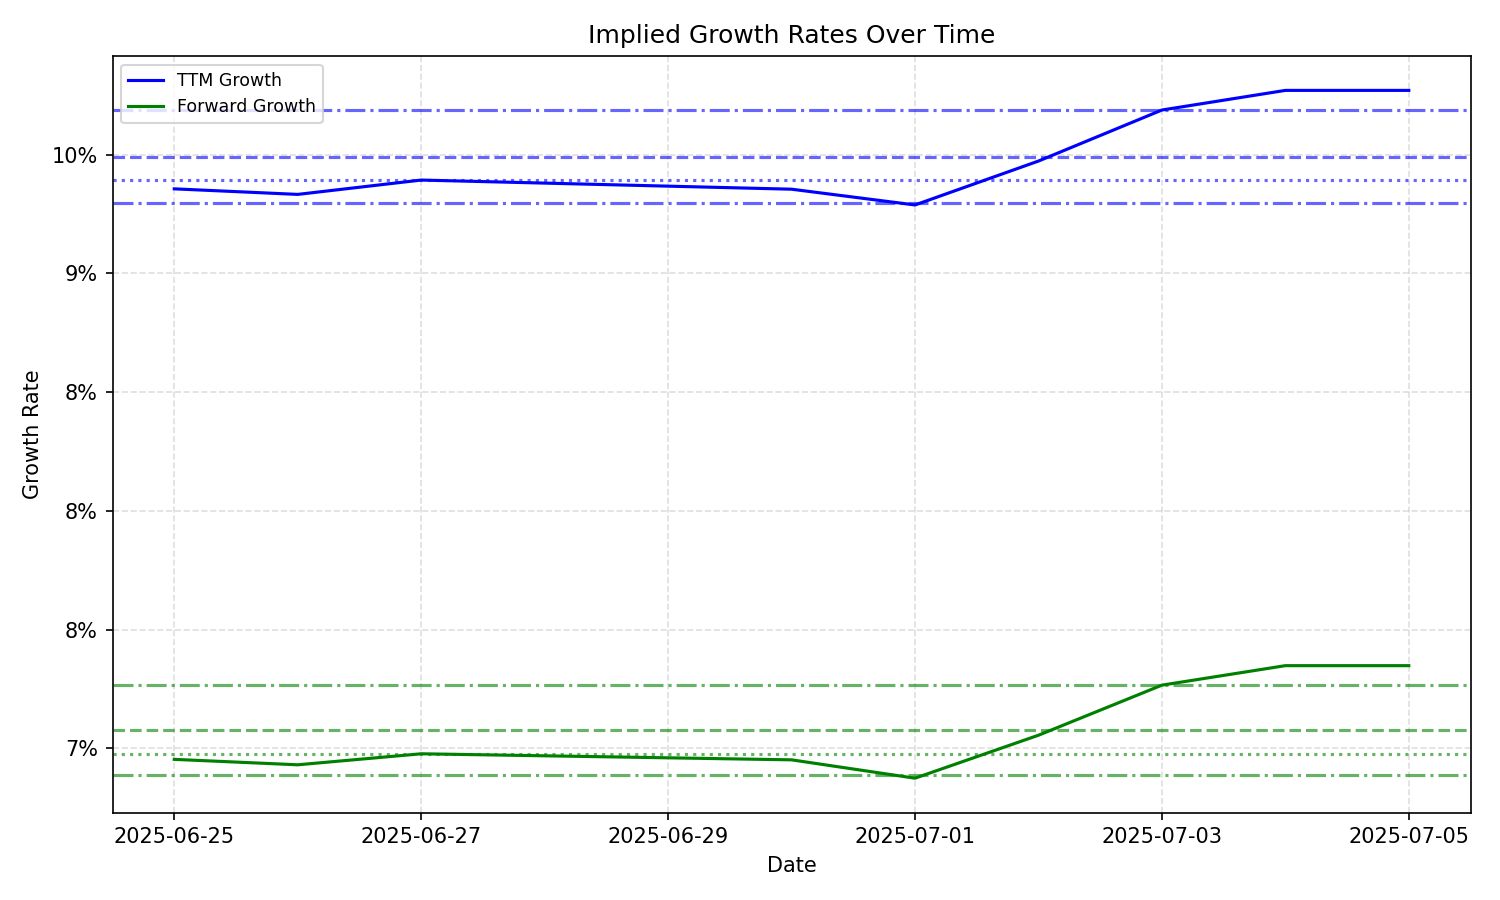 Implied Growth Rates Over Time
TTM Growth
Forward Growth
10%
9%
8%
8%
8%
7%
Growth Rate
2025-06-25
2025-06-27
2025-06-29
2025-07-01
2025-07-03
2025-07-05
Date